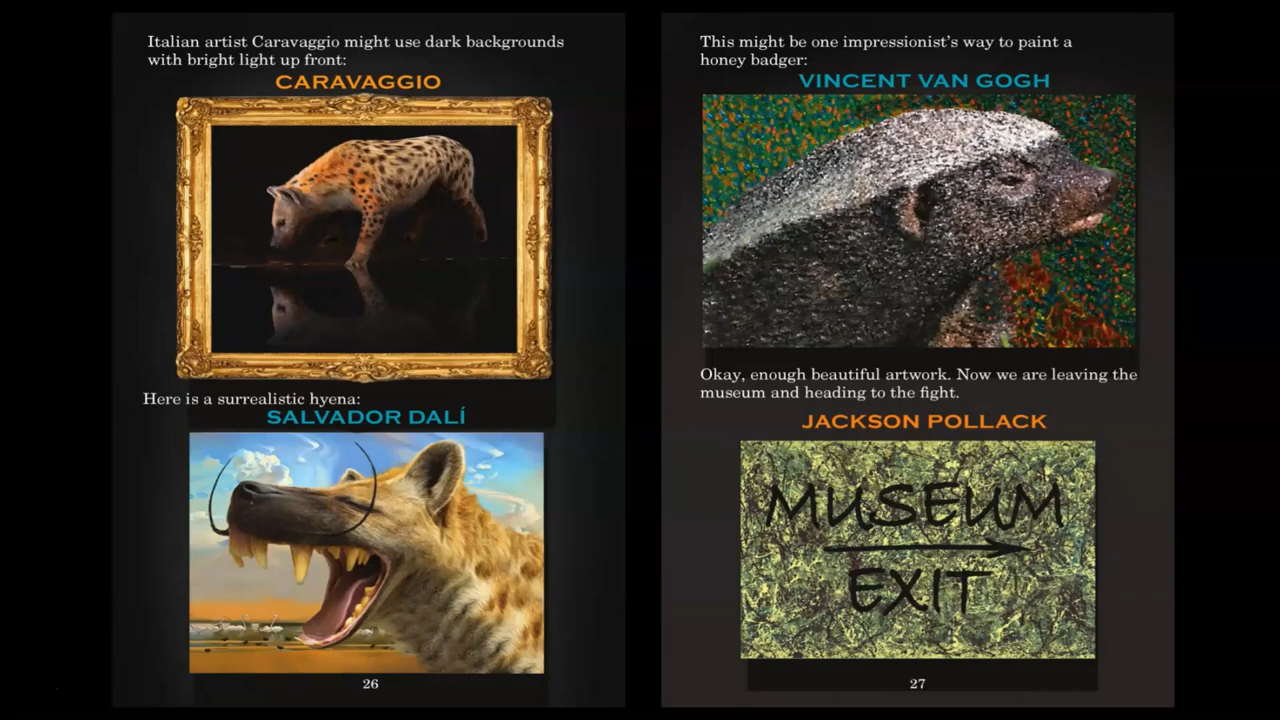 Italian artist Caravaggio might use dark backgrounds
with bright light up front:
CARAVAGGIO
Here is a surrealistic hyena:
SALVADOR DALÍ
26
This might be one impressionist's way to paint a
honey badger:
VINCENT VAN GOGH
Okay, enough beautiful artwork. Now we are leaving the
museum and heading to the fight.
JACKSON POLLACK
MUSEUM
EXIT
27